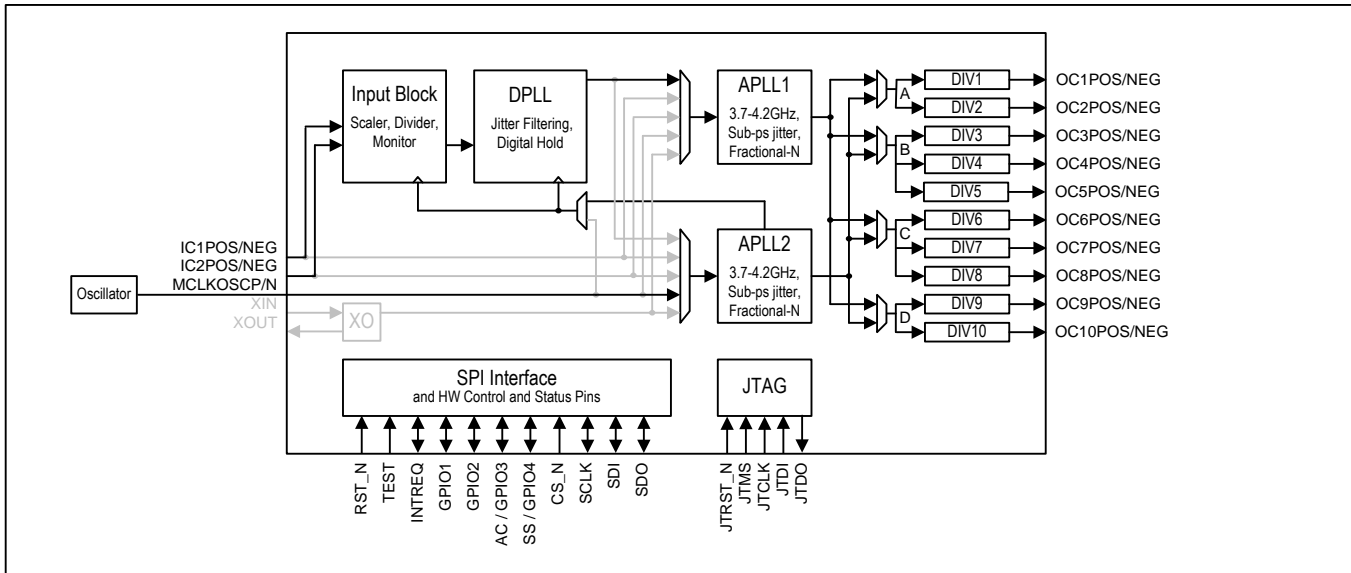 Input Block
Scaler, Divider,
Monitor
DPLL
Jitter Filtering,
Digital Hold
APLL1
3.7-4.2GHz,
Sub-ps jitter,
Fractional-N
APLL2
3.7-4.2GHz,
Sub-ps jitter,
Fractional-N
A
B
C
D
DIV1
DIV2
DIV3
DIV4
DIV5
DIV6
DIV7
DIV8
DIV9
DIV10
OC1POS/NEG
OC2POS/NEG
OC3POS/NEG
OC4POS/NEG
OC5POS/NEG
OC6POS/NEG
OC7POS/NEG
OC8POS/NEG
OC9POS/NEG
OC10POS/NEG
IC1POS/NEG
IC2POS/NEG
MCLKOSCP/N
Oscillator
XIN
XOUT
XO
SPI Interface
and HW Control and Status Pins
JTAG
RST_N
TEST
INTREQ
GPIO1
GPIO2
AC / GPIO3
SS / GPIO4
CS_N
SCLK
SDI
SDO
JTRST_N
JTMS
JTCLK
JTDI
JTDO